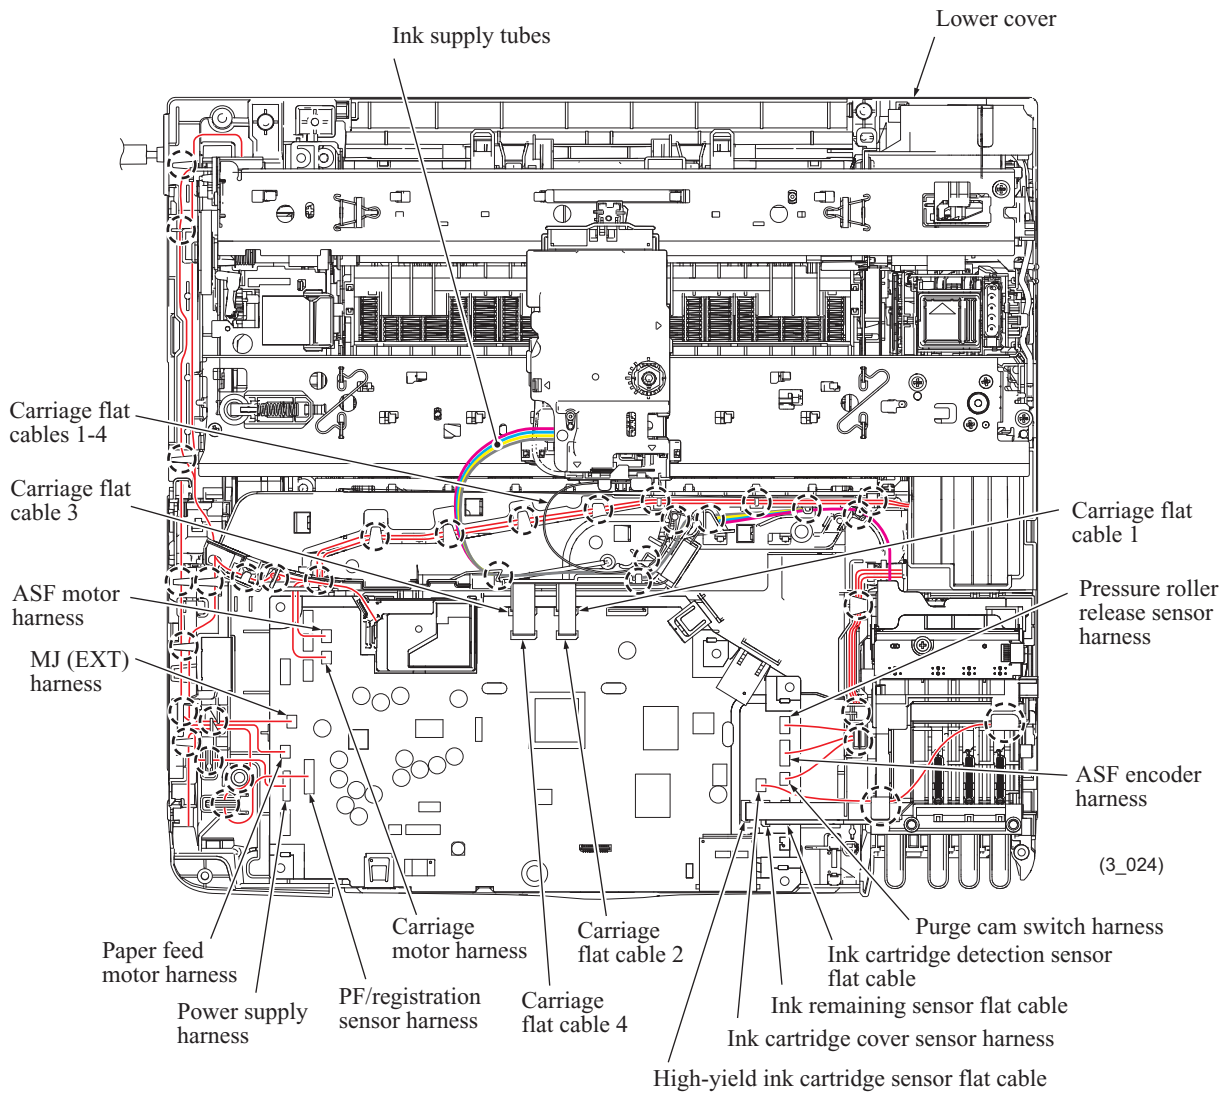 Lower cover
Ink supply tubes
Carriage flat
cables 1-4
Carriage flat
cable 3
Carriage flat
cable 1
ASF motor
harness
Pressure roller
release sensor
harness
MJ (EXT)
harness
ASF encoder
harness
(3_024)
Purge cam switch harness
Carriage
motor harness
Carriage
flat cable 2
Ink cartridge detection sensor
flat cable
Paper feed
motor harness
PF/registration
sensor harness
Carriage
flat cable 4
Ink remaining sensor flat cable
Power supply
harness
Ink cartridge cover sensor harness
High-yield ink cartridge sensor flat cable